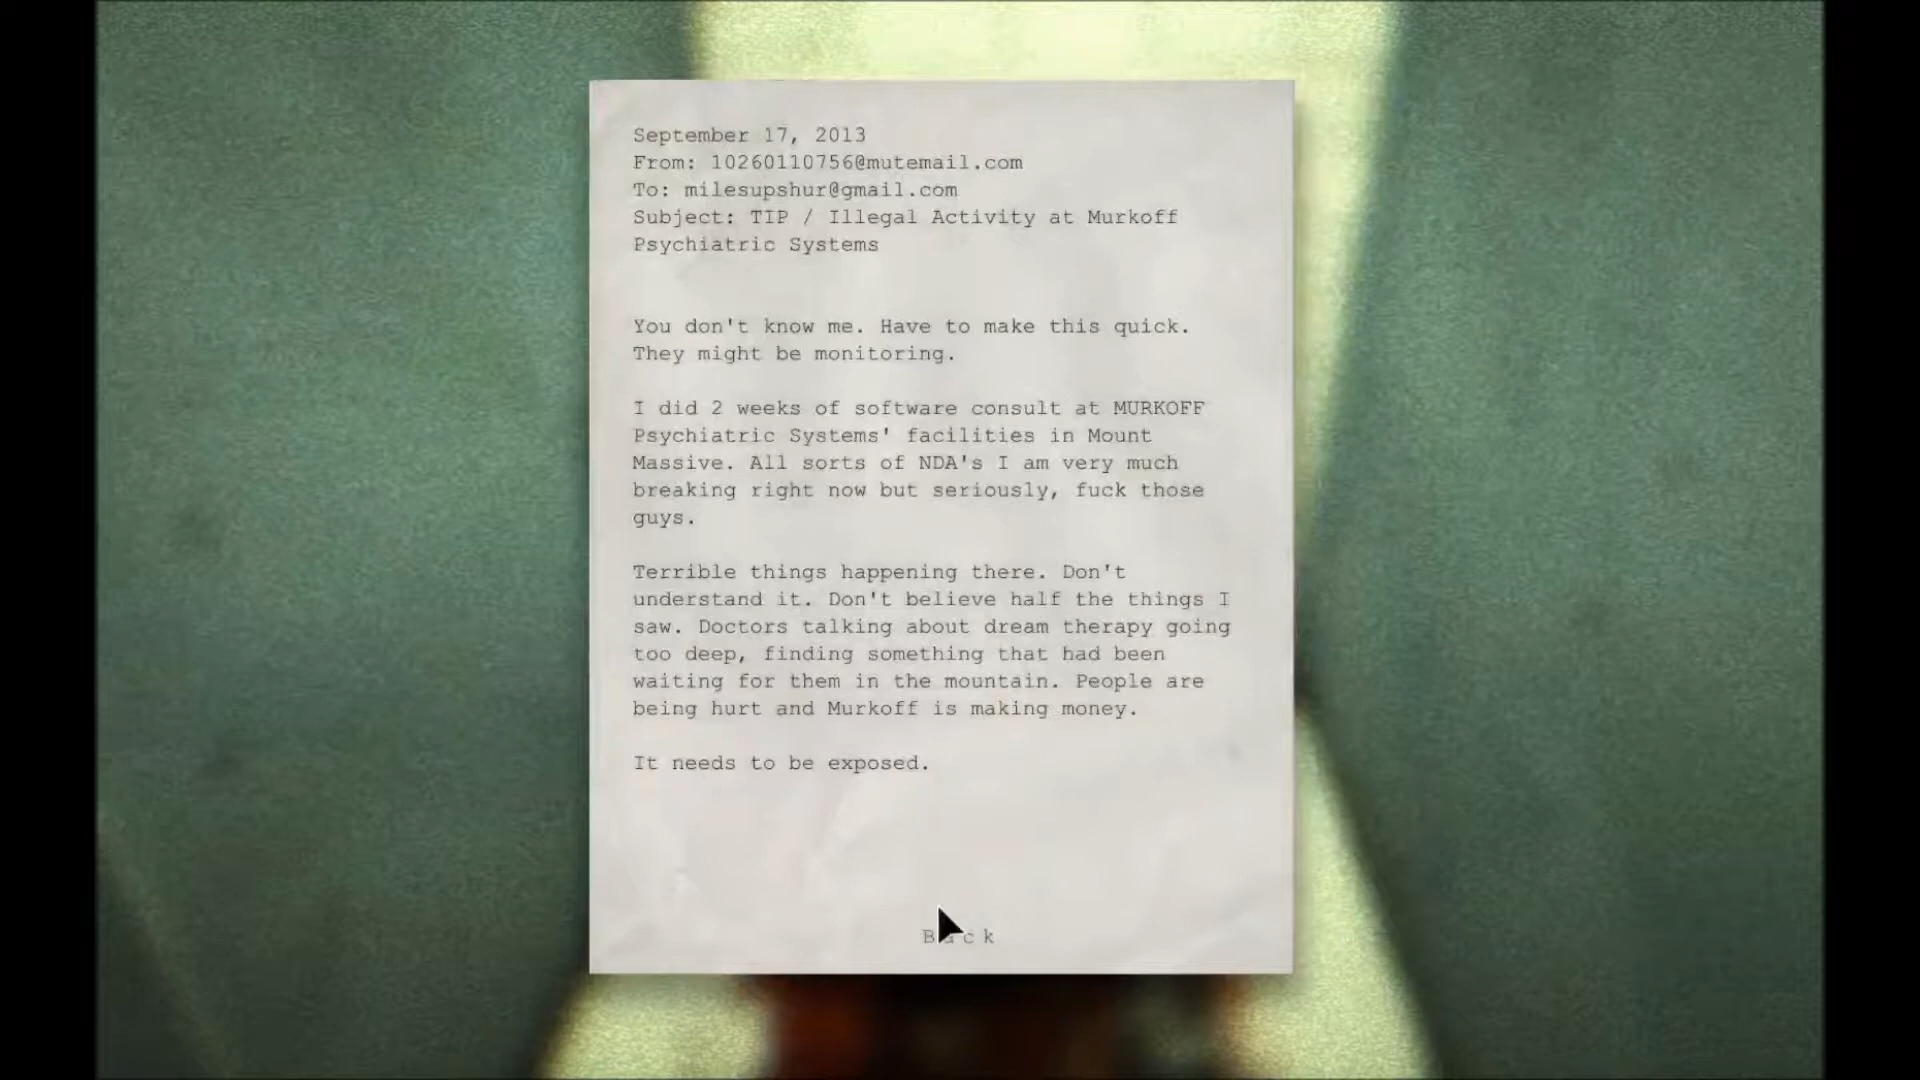 September 17, 2013
From: 10260110756@mutemail.com
To: milesupshur@gmail.com
Subject: TIP / Illegal Activity at Murkoff
Psychiatric Systems
You don't know me. Have to make this quick.
They might be monitoring.
I did 2 weeks of software consult at MURKOFF
Psychiatric Systems' facilities in Mount
Massive. All sorts of NDA's I am very much
breaking right now but seriously, fuck those
guys.
Terrible things happening there. Don't
understand it. Don't believe half the things I
saw. Doctors talking about dream therapy going
too deep, finding something that had been
waiting for them in the mountain. People are
being hurt and Murkoff is making money.
It needs to be exposed.
Back